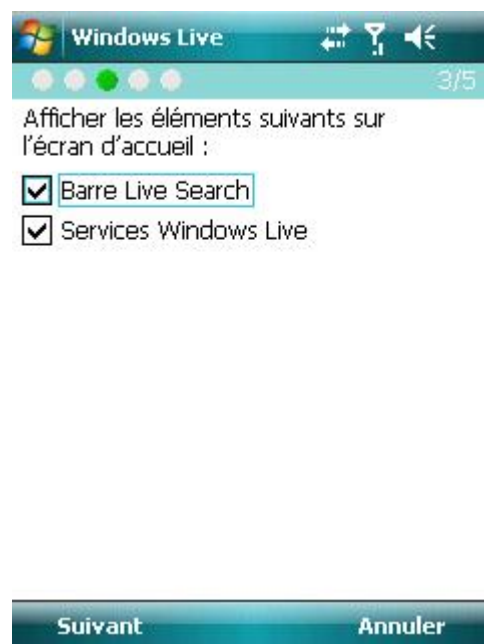 Windows Live
3/5
Afficher les éléments suivants sur
l'écran d'accueil :
Barre Live Search
Services Windows Live
Suivant Annuler